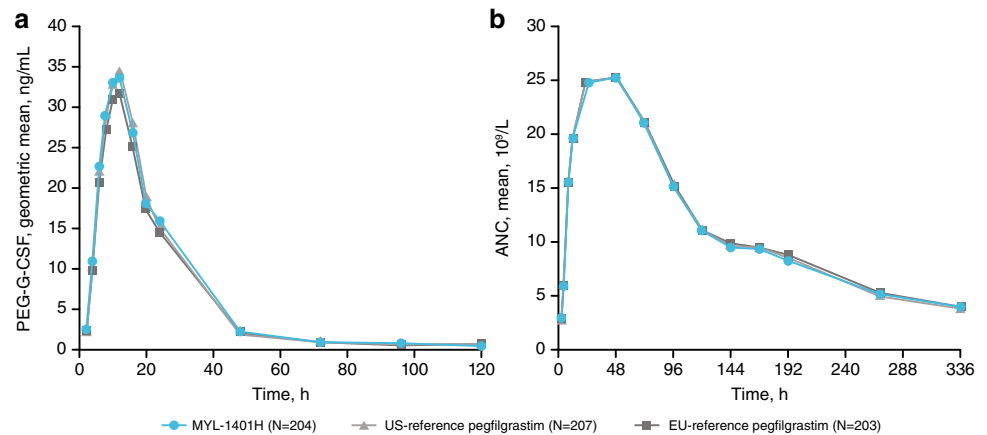 a
PEG-G-CSF, geometric mean, ng/mL
40
35
30
25
20
15
10
5
0
0 20 40 60 80 100 120
Time, h
b
ANC, mean, 10⁹/L
30
25
20
15
10
5
0
0 48 96 144 192 240 288 336
Time, h
MYL-1401H (N=204) US-reference pegfilgrastim (N=207) EU-reference pegfilgrastim (N=203)